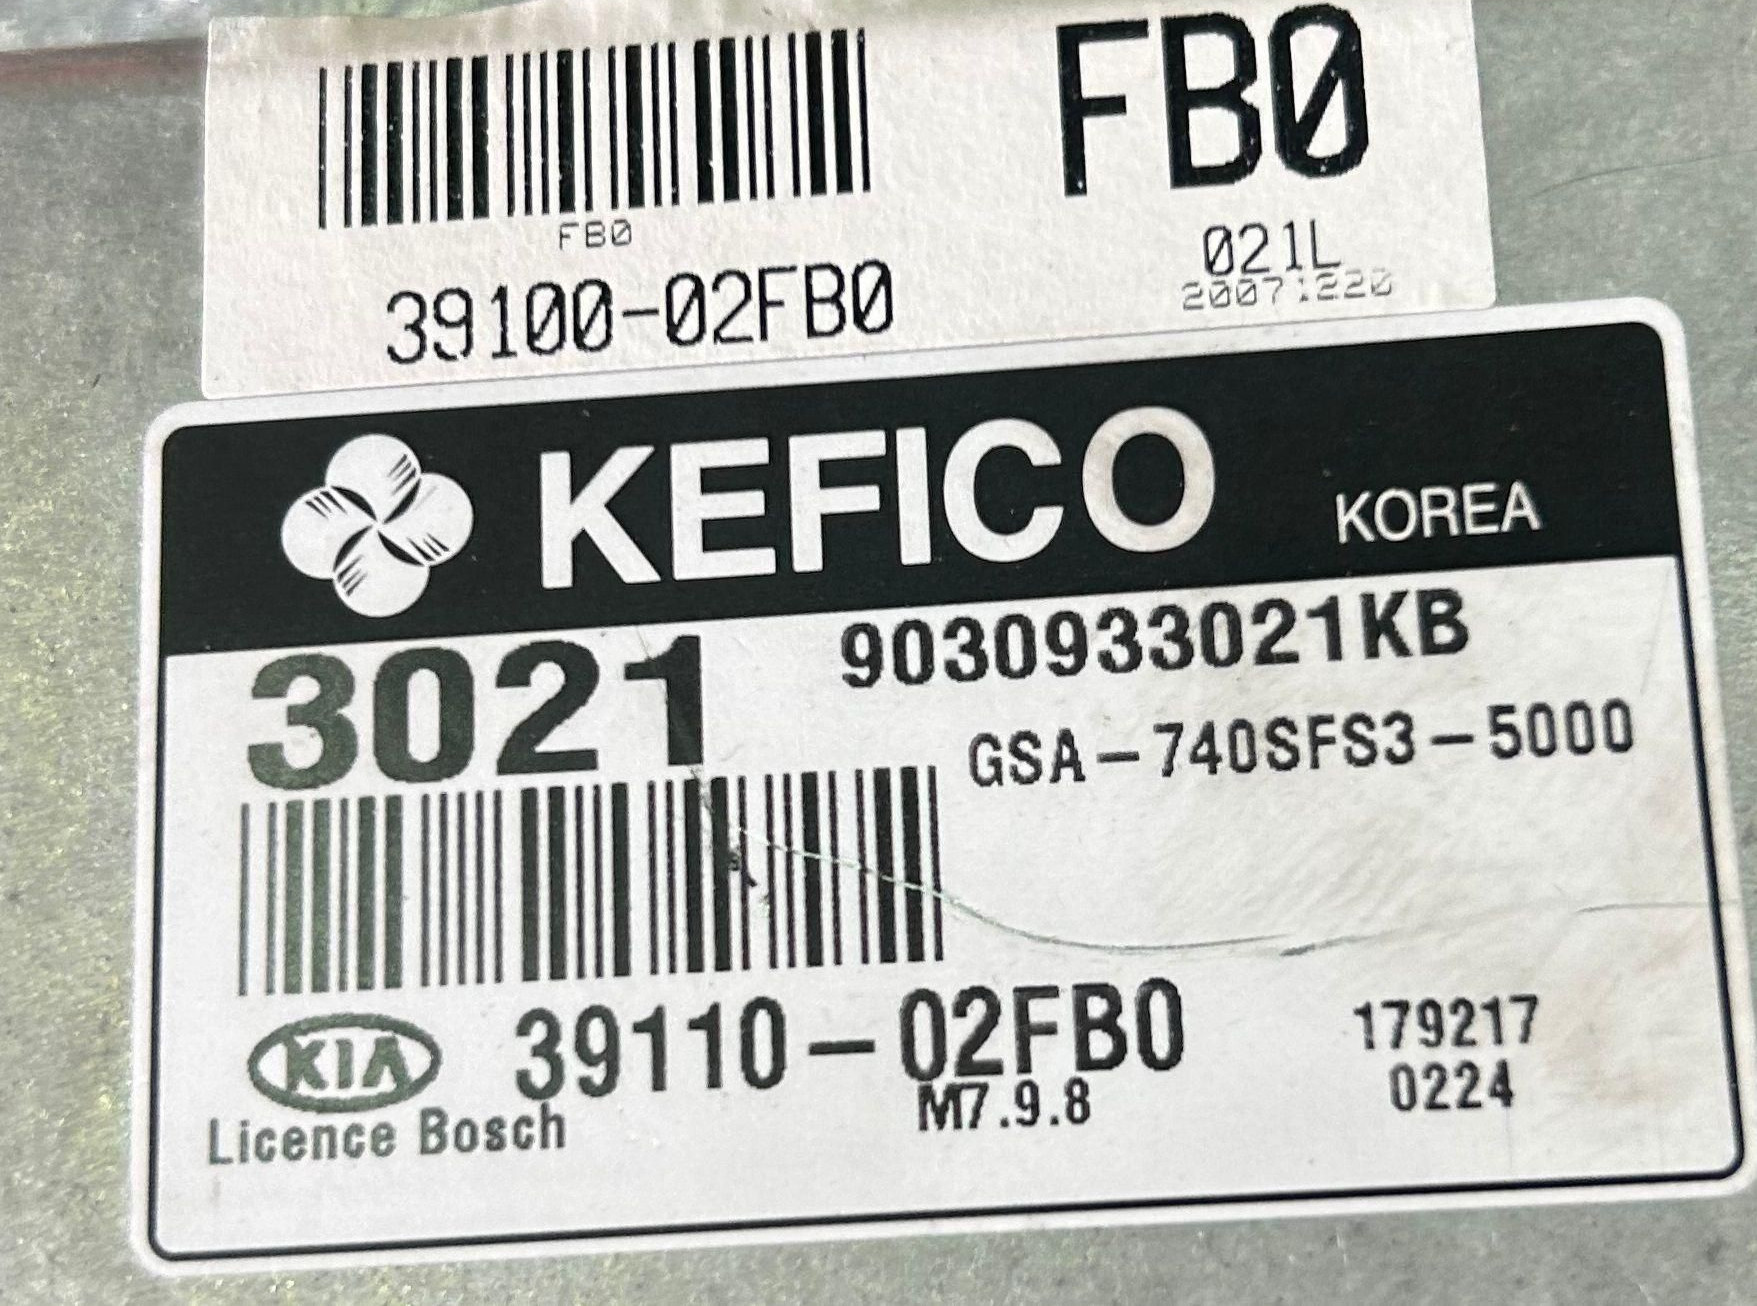 FB0
FB0
39100-02FB0
021L
20071220
KEFICO KOREA
3021
9030933021KB
GSA-740SFS3-5000
KIA
39110-02FB0
M7.9.8
179217
0224
Licence Bosch